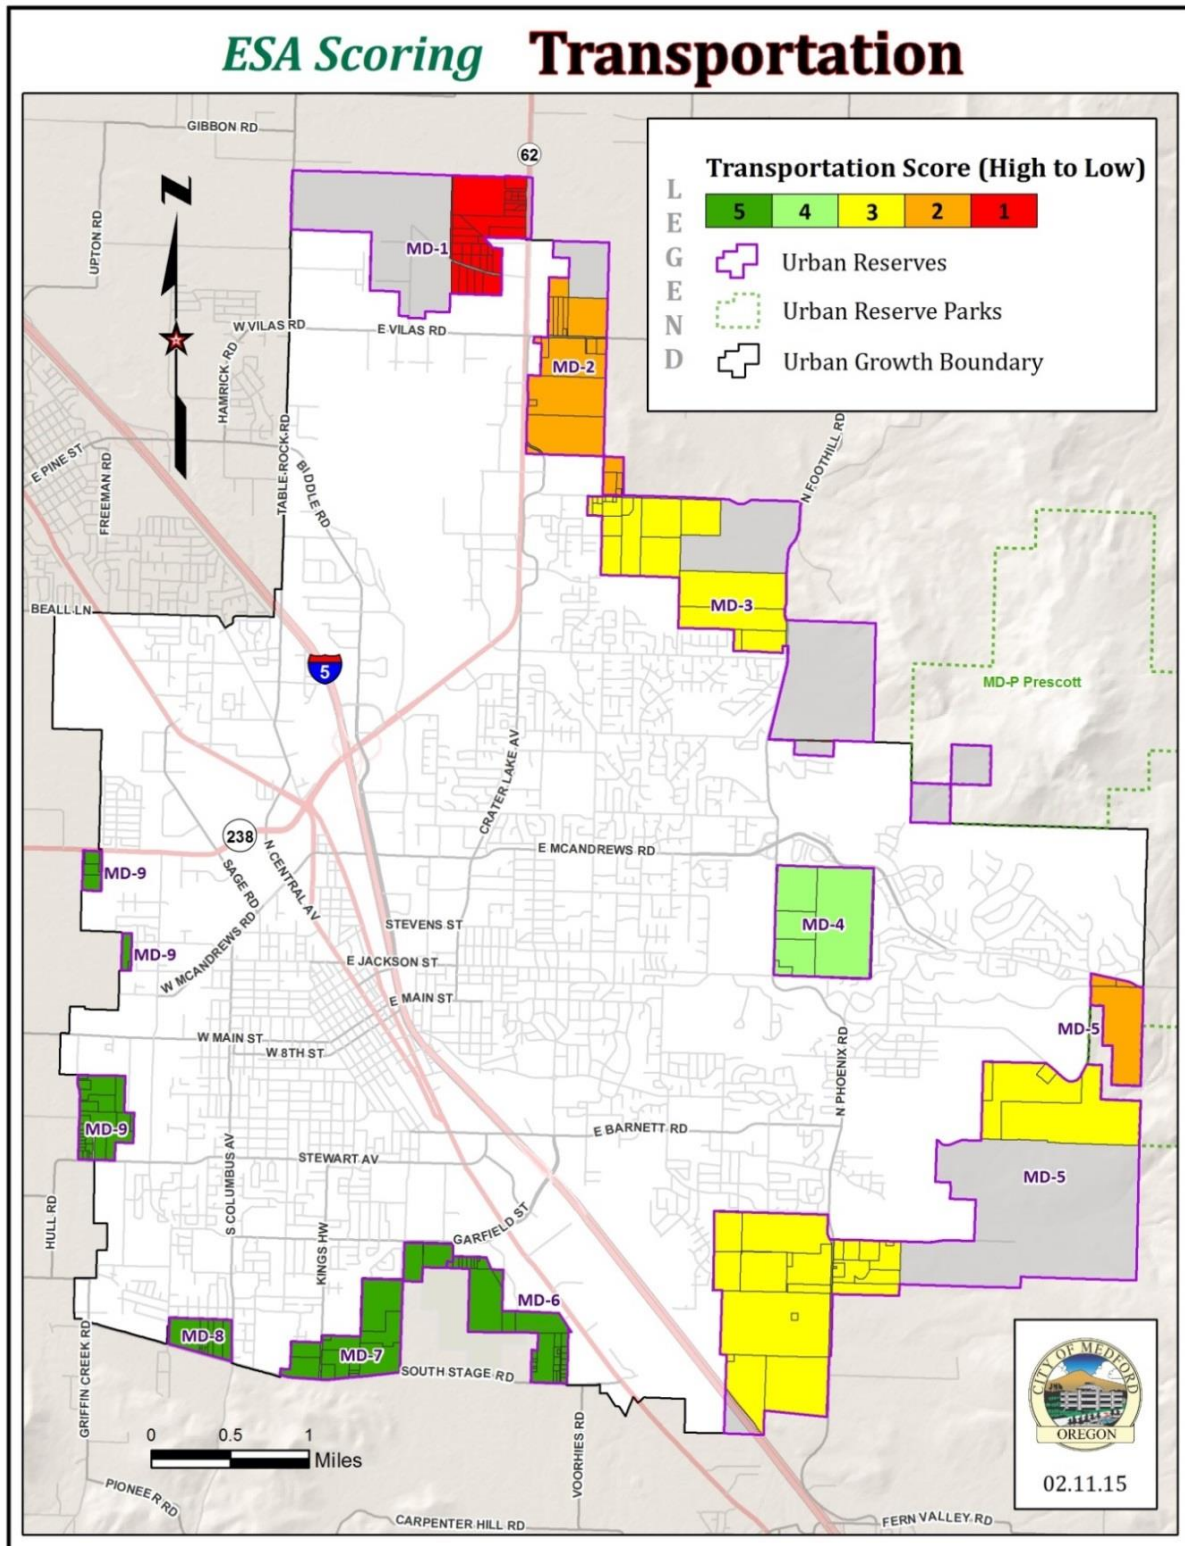 ESA Scoring Transportation
GIBBON RD
62
UPTON RD
N
LEGEND
Transportation Score (High to Low)
5 4 3 2 1
Urban Reserves
Urban Reserve Parks
Urban Growth Boundary
MD-1
W VILAS RD
E VILAS RD
HAMRICK RD
MD-2
TABLE ROCK RD
E PINE ST
FREEMAN RD
BIDDLE RD
N FOOTHILL RD
BEALL LN
MD-3
5
MD-P Prescott
CRATER LAKE AV
238
E MCANDREWS RD
MD-9
SAGE RD
N CENTRAL AV
STEVENS ST
MD-4
MD-9
W MCANDREWS RD
E JACKSON ST
E MAIN ST
W MAIN ST
W 8TH ST
MD-5
N PHOENIX RD
MD-9
E BARNETT RD
STEWART AV
S COLUMBUS AV
MD-5
HULL RD
KINGS HW
GARFIELD ST
MD-6
MD-8
MD-7
SOUTH STAGE RD
GRIFFIN CREEK RD
0 0.5 1
Miles
VOORHIES RD
CITY OF MEDFORD
OREGON
02.11.15
PIONEER RD
CARPENTER HILL RD
FERN VALLEY RD